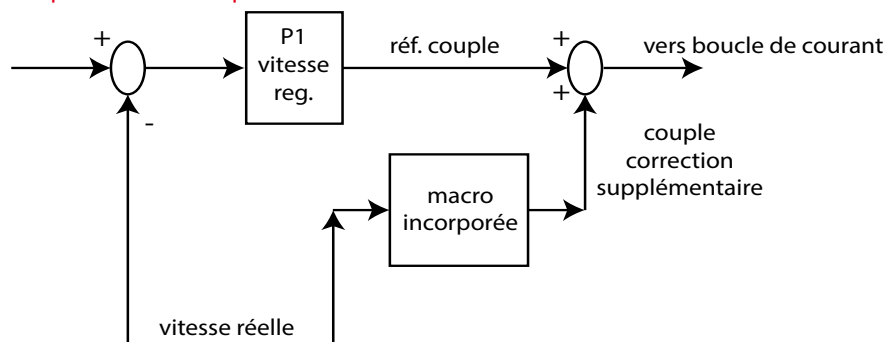 +
P1
vitesse
reg.
réf. couple
+
vers boucle de courant
+
-
couple
correction
supplémentaire
macro
incorporée
vitesse réelle